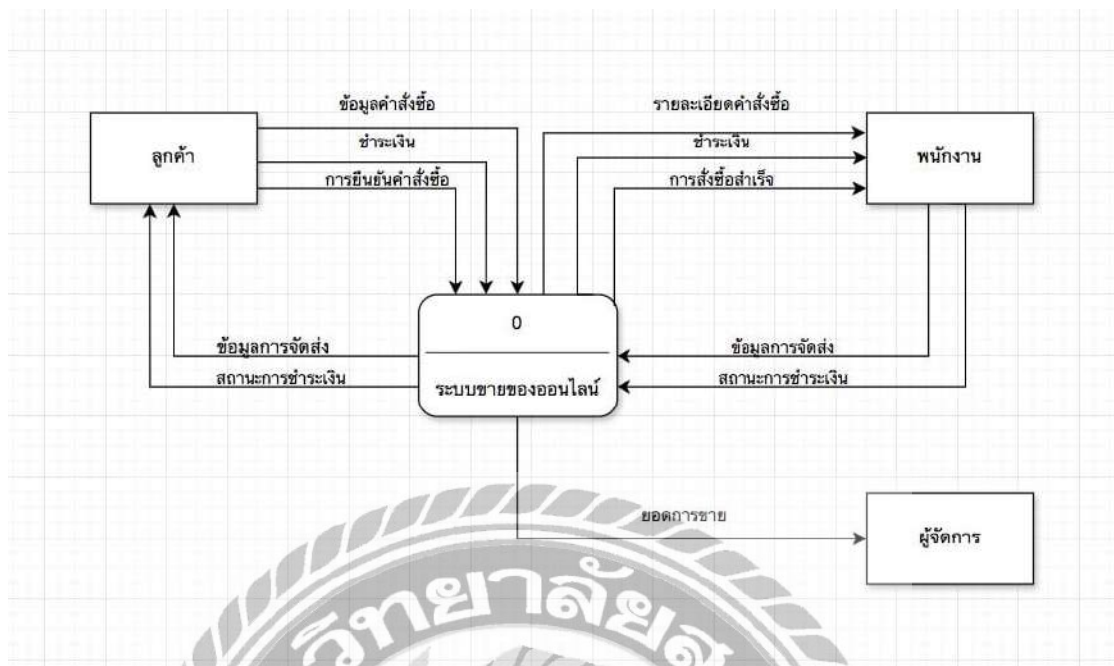 ข้อมูลคำสั่งซื้อ
รายละเอียดคำสั่งซื้อ
ลูกค้า
ชำระเงิน
ชำระเงิน
พนักงาน
การยืนยันคำสั่งซื้อ
การสั่งซื้อสำเร็จ
0
ข้อมูลการจัดส่ง
ข้อมูลการจัดส่ง
สถานะการชำระเงิน
ระบบขายของออนไลน์
สถานะการชำระเงิน
ยอดการขาย
ผู้จัดการ
วิทยาลัยส